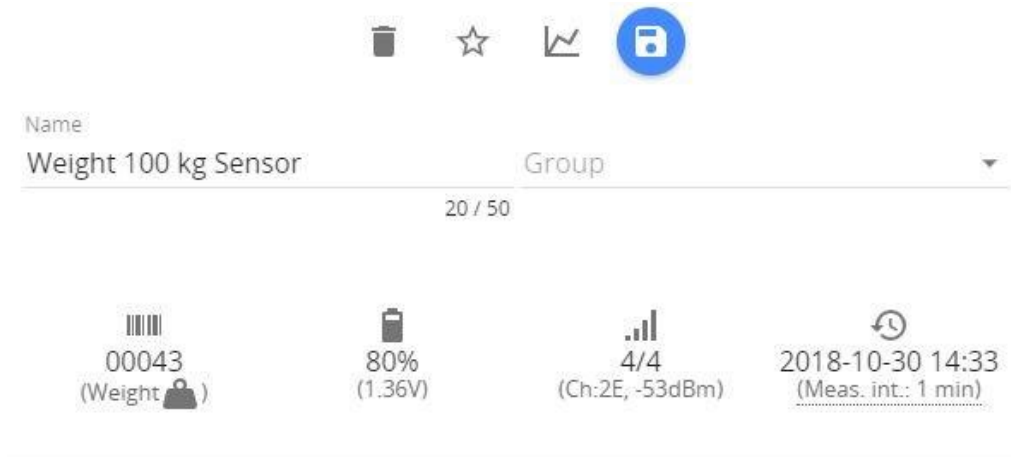 Name
Weight 100 kg Sensor Group
20 / 50
00043 80% 4/4 2018-10-30 14:33
(Weight ) (1.36V) (Ch:2E, -53dBm) (Meas. int.: 1 min)